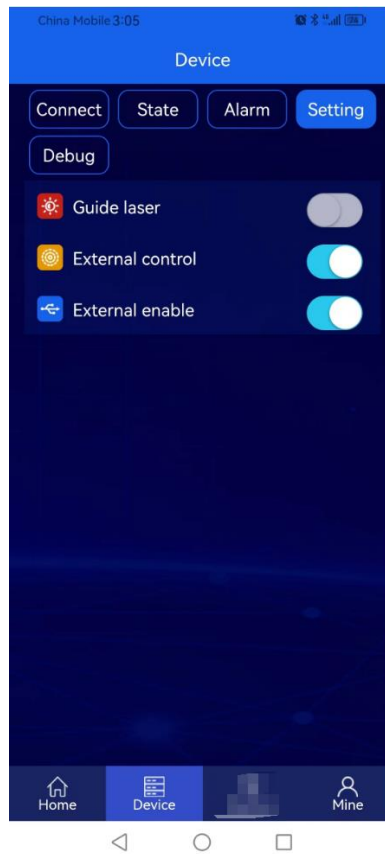 China Mobile 3:05
Device
Connect State Alarm Setting
Debug
Guide laser
External control
External enable
Home Device Mine